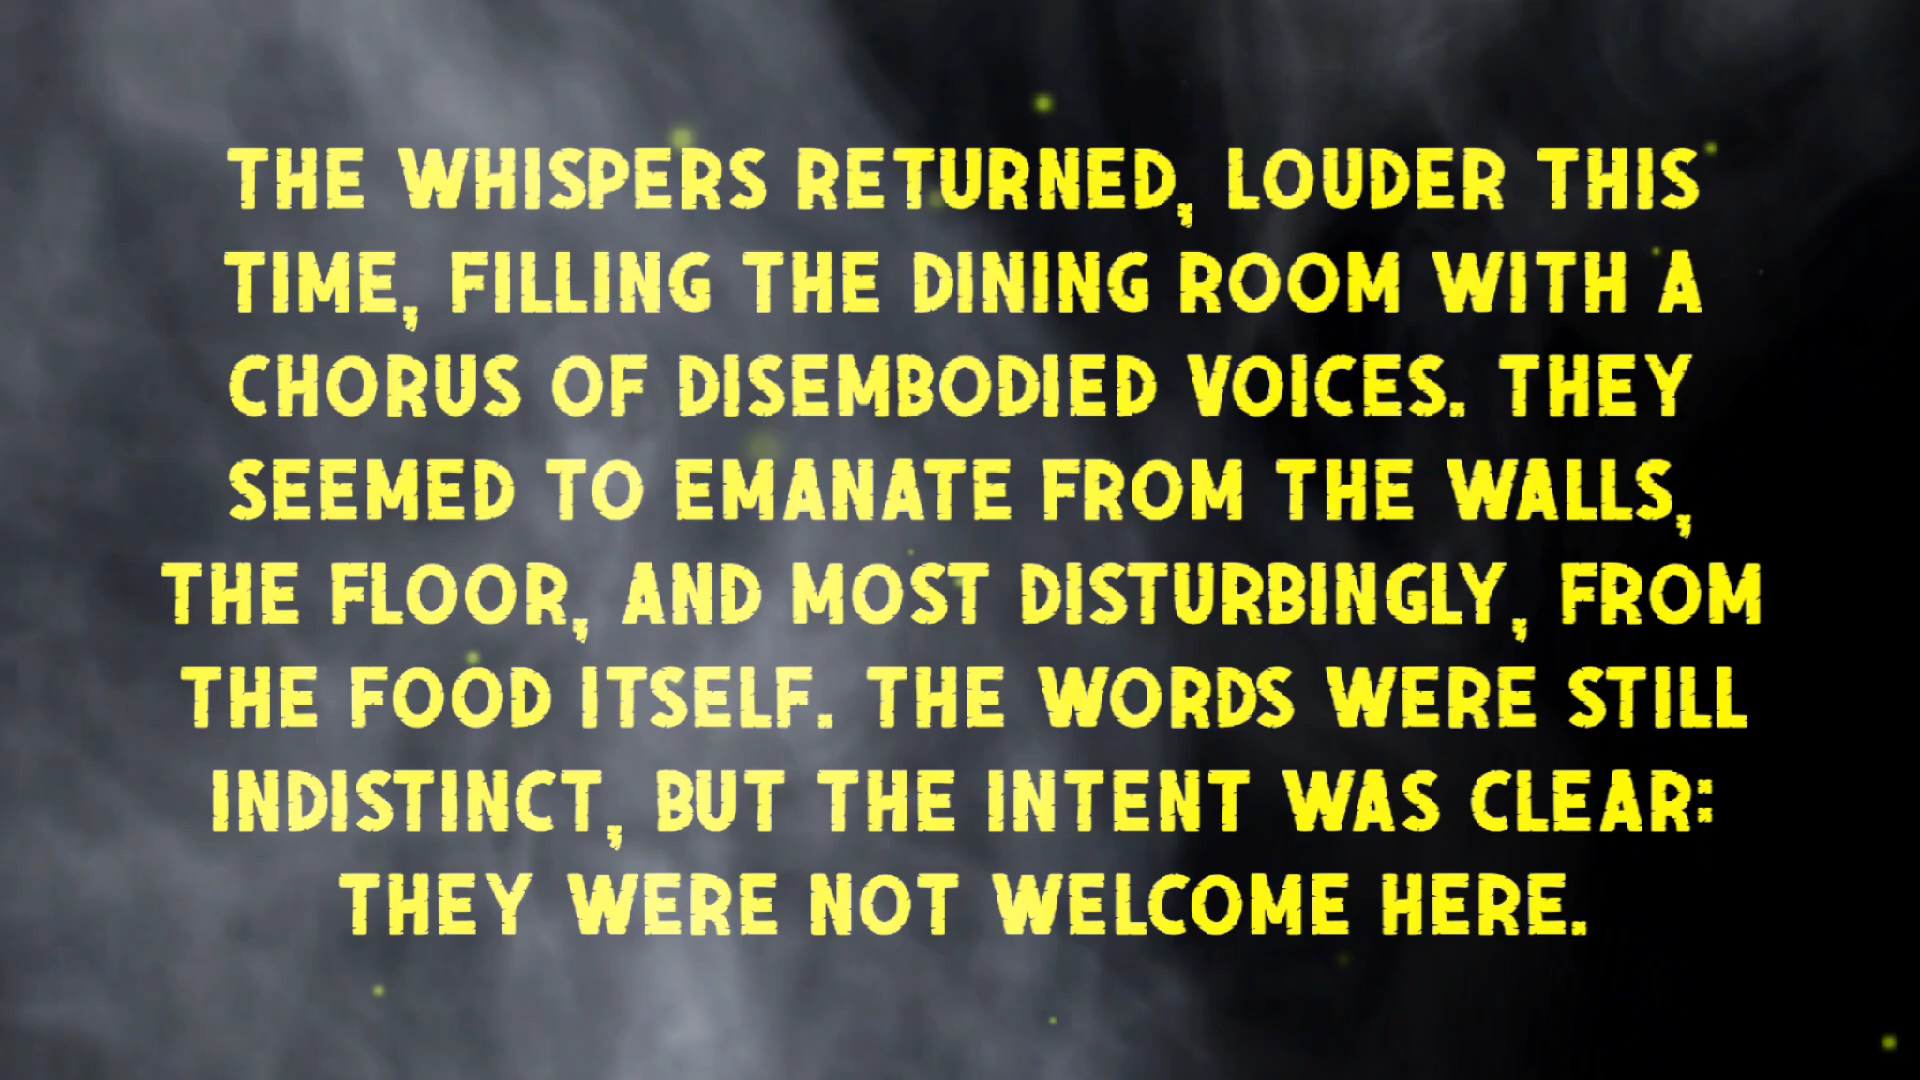 THE WHISPERS RETURNED, LOUDER THIS
TIME, FILLING THE DINING ROOM WITH A
CHORUS OF DISEMBODIED VOICES. THEY
SEEMED TO EMANATE FROM THE WALLS,
THE FLOOR, AND MOST DISTURBINGLY, FROM
THE FOOD ITSELF. THE WORDS WERE STILL
INDISTINCT, BUT THE INTENT WAS CLEAR:
THEY WERE NOT WELCOME HERE.